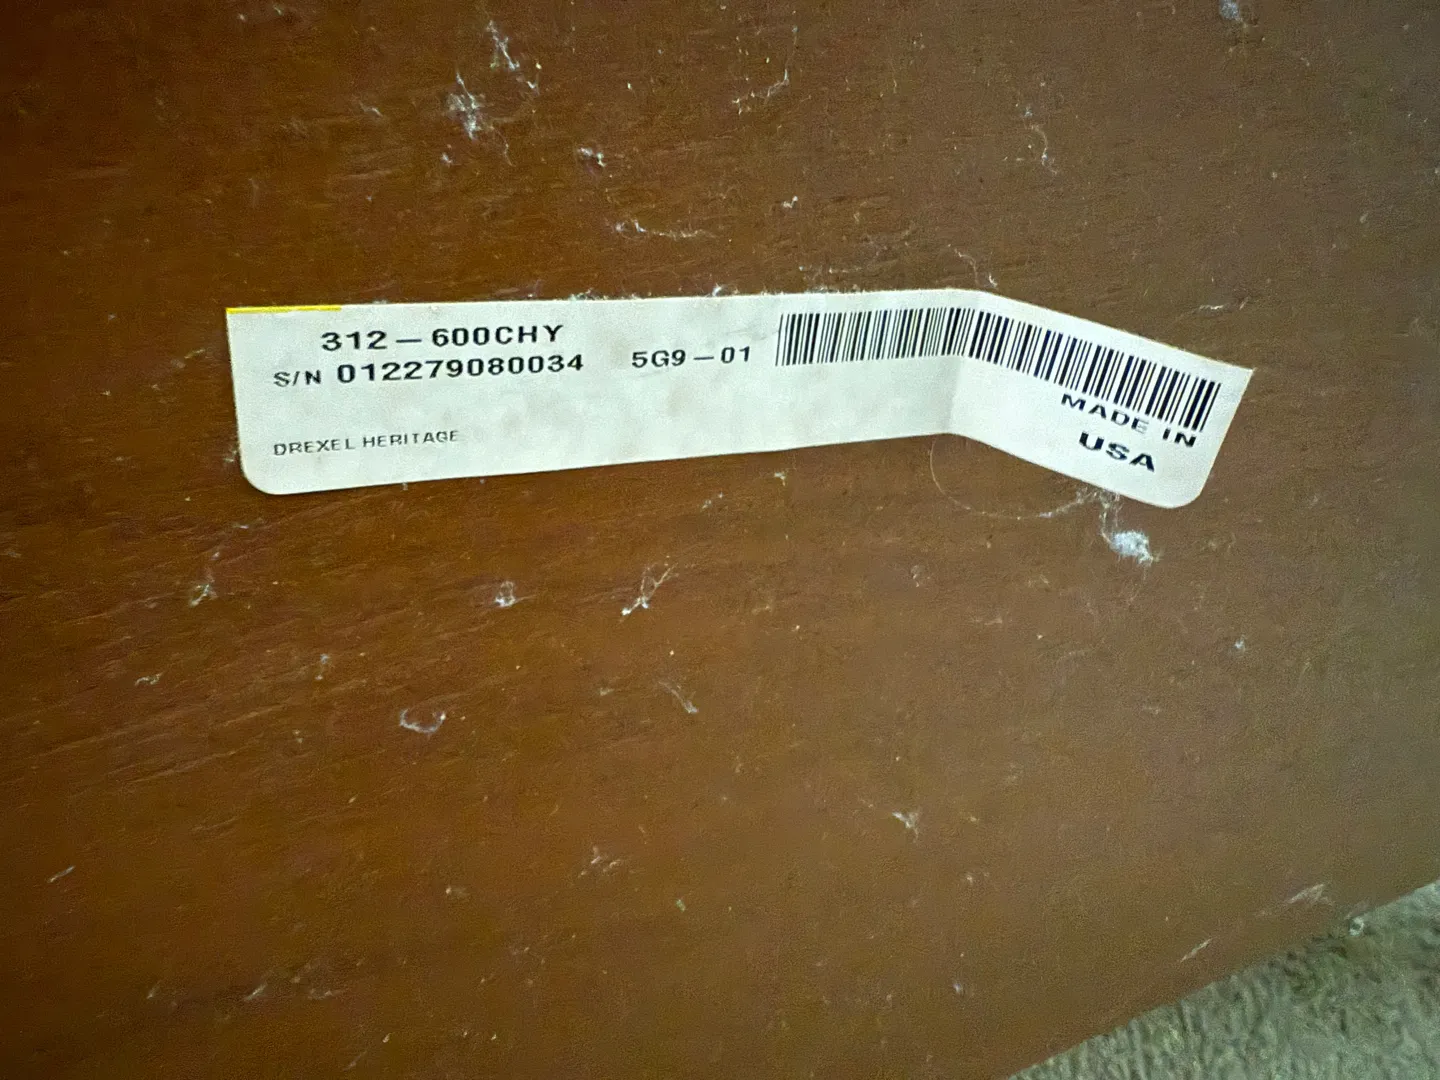 312-600CHY
S/N 012279080034 5G9-01
DREXEL HERITAGE
MADE IN
USA